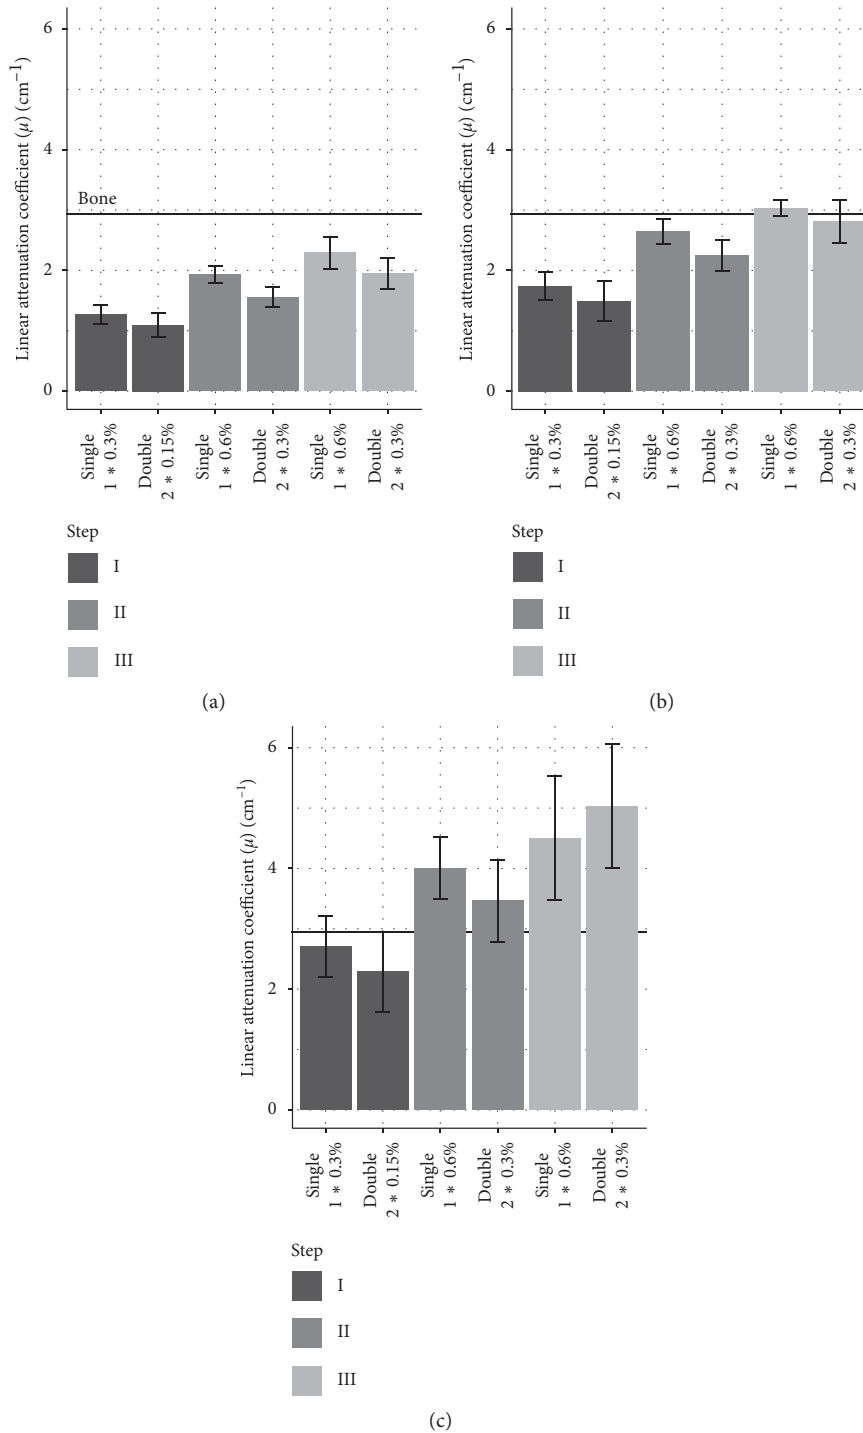 6
4
2
0
Linear attenuation coefficient (μ) (cm⁻¹)
Bone
Single
1 ∗ 0.3%
Double
2 ∗ 0.15%
Single
1 ∗ 0.6%
Double
2 ∗ 0.3%
Single
1 ∗ 0.6%
Double
2 ∗ 0.3%
Step
I
II
III
(a)
6
4
2
0
Linear attenuation coefficient (μ) (cm⁻¹)
Single
1 ∗ 0.3%
Double
2 ∗ 0.15%
Single
1 ∗ 0.6%
Double
2 ∗ 0.3%
Single
1 ∗ 0.6%
Double
2 ∗ 0.3%
Step
I
II
III
(b)
6
4
2
0
Linear attenuation coefficient (μ) (cm⁻¹)
Single
1 ∗ 0.3%
Double
2 ∗ 0.15%
Single
1 ∗ 0.6%
Double
2 ∗ 0.3%
Single
1 ∗ 0.6%
Double
2 ∗ 0.3%
Step
I
II
III
(c)